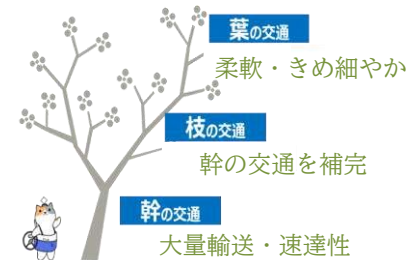 葉の交通
柔軟・きめ細やか
枝の交通
幹の交通を補完
幹の交通
大量輸送・速達性